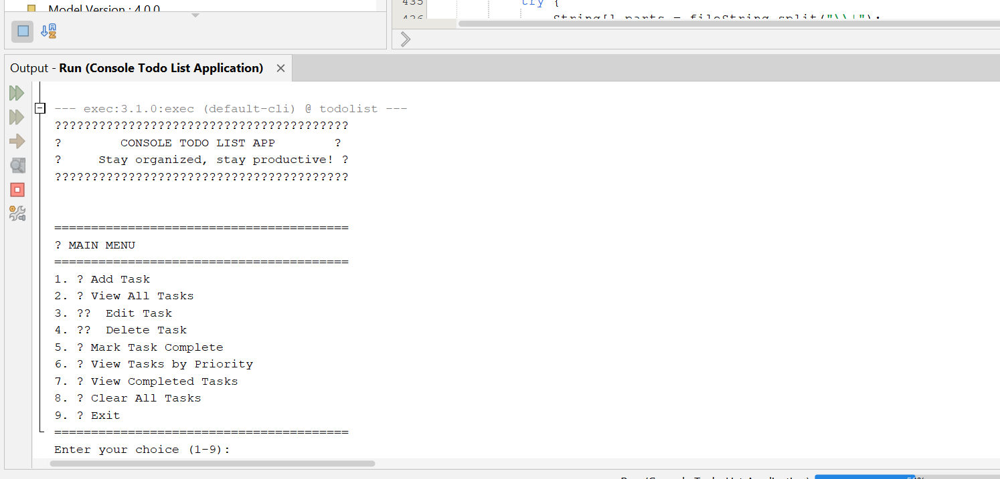 Model Version : 4.0.0
435
try {
436
String[] parts = fileString.split("\\|");
Output - Run (Console Todo List Application)
--- exec:3.1.0:exec (default-cli) @ todolist ---
????????????????????????????????????????
?        CONSOLE TODO LIST APP        ?
?     Stay organized, stay productive! ?
????????????????????????????????????????
========================================
? MAIN MENU
========================================
1. ? Add Task
2. ? View All Tasks
3. ??  Edit Task
4. ??  Delete Task
5. ? Mark Task Complete
6. ? View Tasks by Priority
7. ? View Completed Tasks
8. ? Clear All Tasks
9. ? Exit
========================================
Enter your choice (1-9):